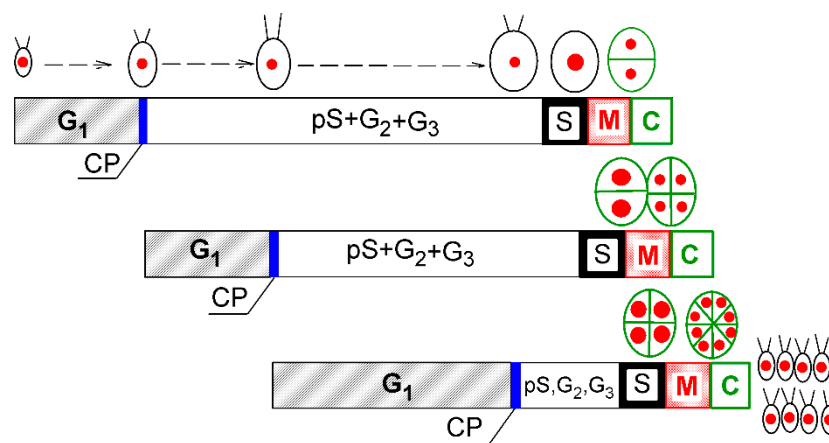 G₁ pS+G₂+G₃ S M C
CP
G₁ pS+G₂+G₃ S M C
CP
G₁ pS,G₂,G₃ S M C
CP